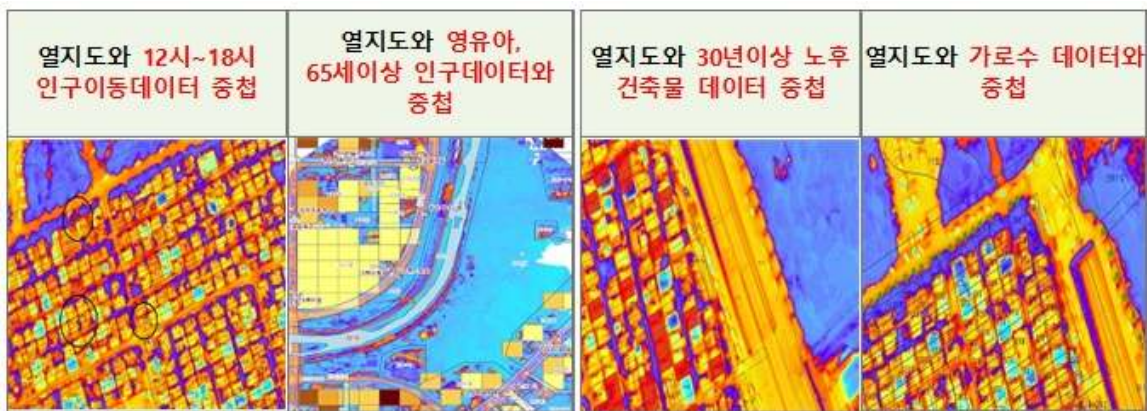 열지도와 12시~18시
인구이동데이터 중첩
열지도와 영유아,
65세이상 인구데이터와
중첩
열지도와 30년이상 노후
건축물 데이터 중첩
열지도와 가로수 데이터와
중첩